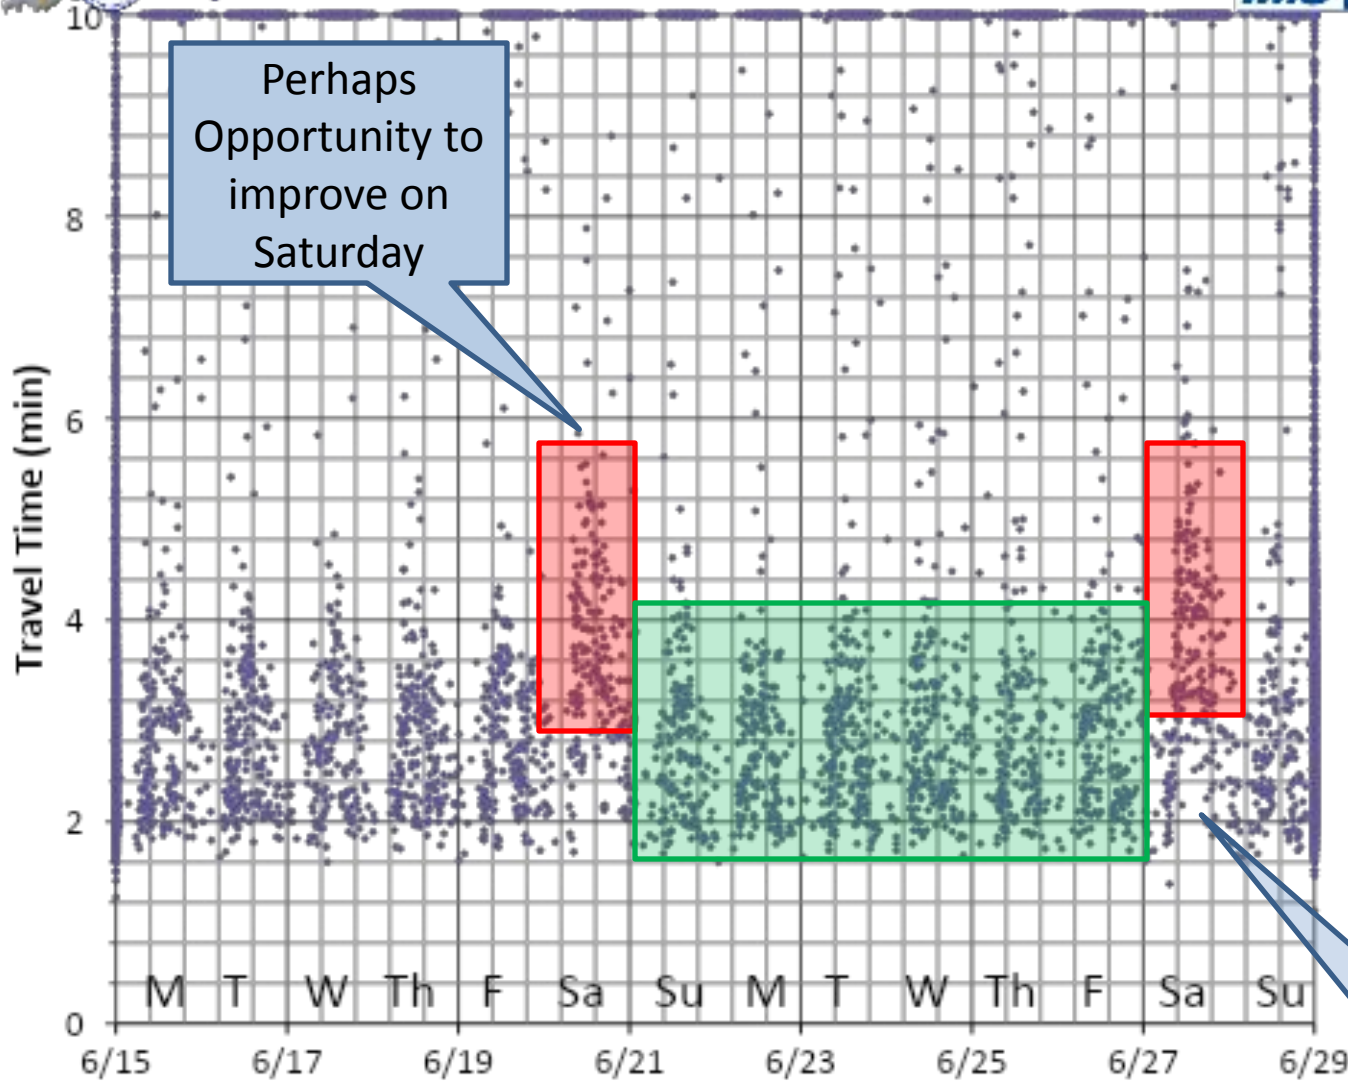 10
Perhaps
Opportunity to
improve on
Saturday
8
6
4
2
0
Travel Time (min)
M T W Th F Sa Su M T W Th F Sa Su
6/15 6/17 6/19 6/21 6/23 6/25 6/27 6/29